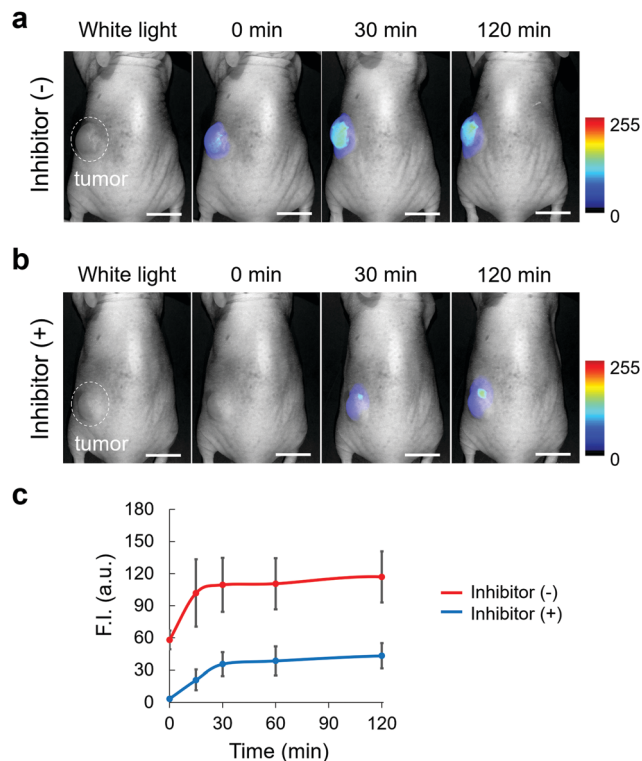 a
White light 0 min 30 min 120 min
Inhibitor (-)
tumor
255
0
b
White light 0 min 30 min 120 min
Inhibitor (+)
tumor
255
0
c
F.I. (a.u.)
180
150
120
90
60
30
0
0 30 60 90 120
Time (min)
Inhibitor (-)
Inhibitor (+)